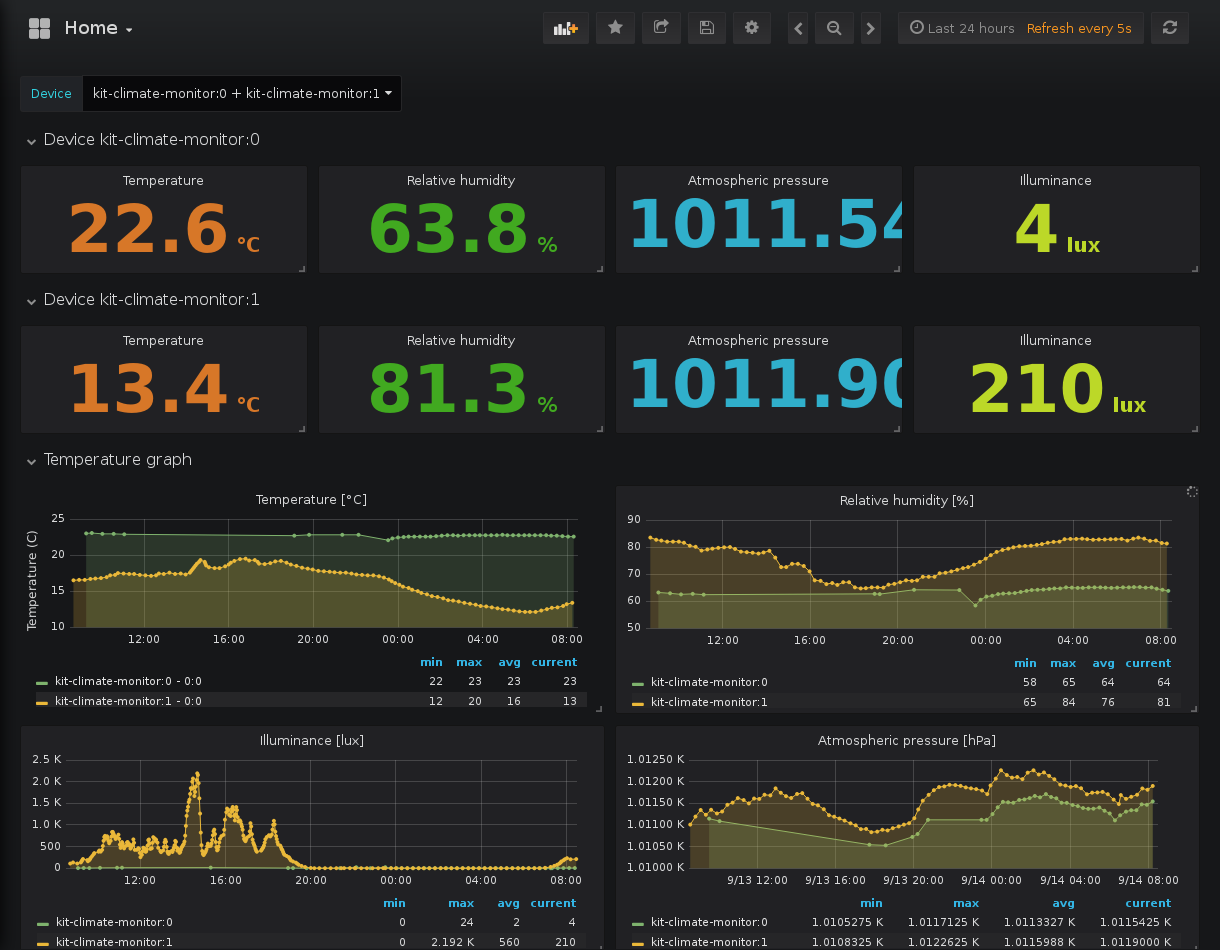 Home
Last 24 hours Refresh every 5s
Device kit-climate-monitor:0 + kit-climate-monitor:1
Device kit-climate-monitor:0
Temperature Relative humidity Atmospheric pressure Illuminance
22.6 °C 63.8 % 1011.54 4 lux
Device kit-climate-monitor:1
Temperature Relative humidity Atmospheric pressure Illuminance
13.4 °C 81.3 % 1011.90 210 lux
Temperature graph
Temperature [°C]
Temperature (C)
25
20
15
10
12:00 16:00 20:00 00:00 04:00 08:00
min max avg current
kit-climate-monitor:0 - 0:0 22 23 23 23
kit-climate-monitor:1 - 0:0 12 20 16 13
Relative humidity [%]
90
80
70
60
50
12:00 16:00 20:00 00:00 04:00 08:00
min max avg current
kit-climate-monitor:0 58 65 64 64
kit-climate-monitor:1 65 84 76 81
Illuminance [lux]
2.5 K
2.0 K
1.5 K
1.0 K
500
0
12:00 16:00 20:00 00:00 04:00 08:00
min max avg current
kit-climate-monitor:0 0 24 2 4
kit-climate-monitor:1 0 2.192 K 560 210
Atmospheric pressure [hPa]
1.01250 K
1.01200 K
1.01150 K
1.01100 K
1.01050 K
1.01000 K
9/13 12:00 9/13 16:00 9/13 20:00 9/14 00:00 9/14 04:00 9/14 08:00
min max avg current
kit-climate-monitor:0 1.0105275 K 1.0117125 K 1.0113327 K 1.0115425 K
kit-climate-monitor:1 1.0108325 K 1.0122625 K 1.0115988 K 1.0119000 K